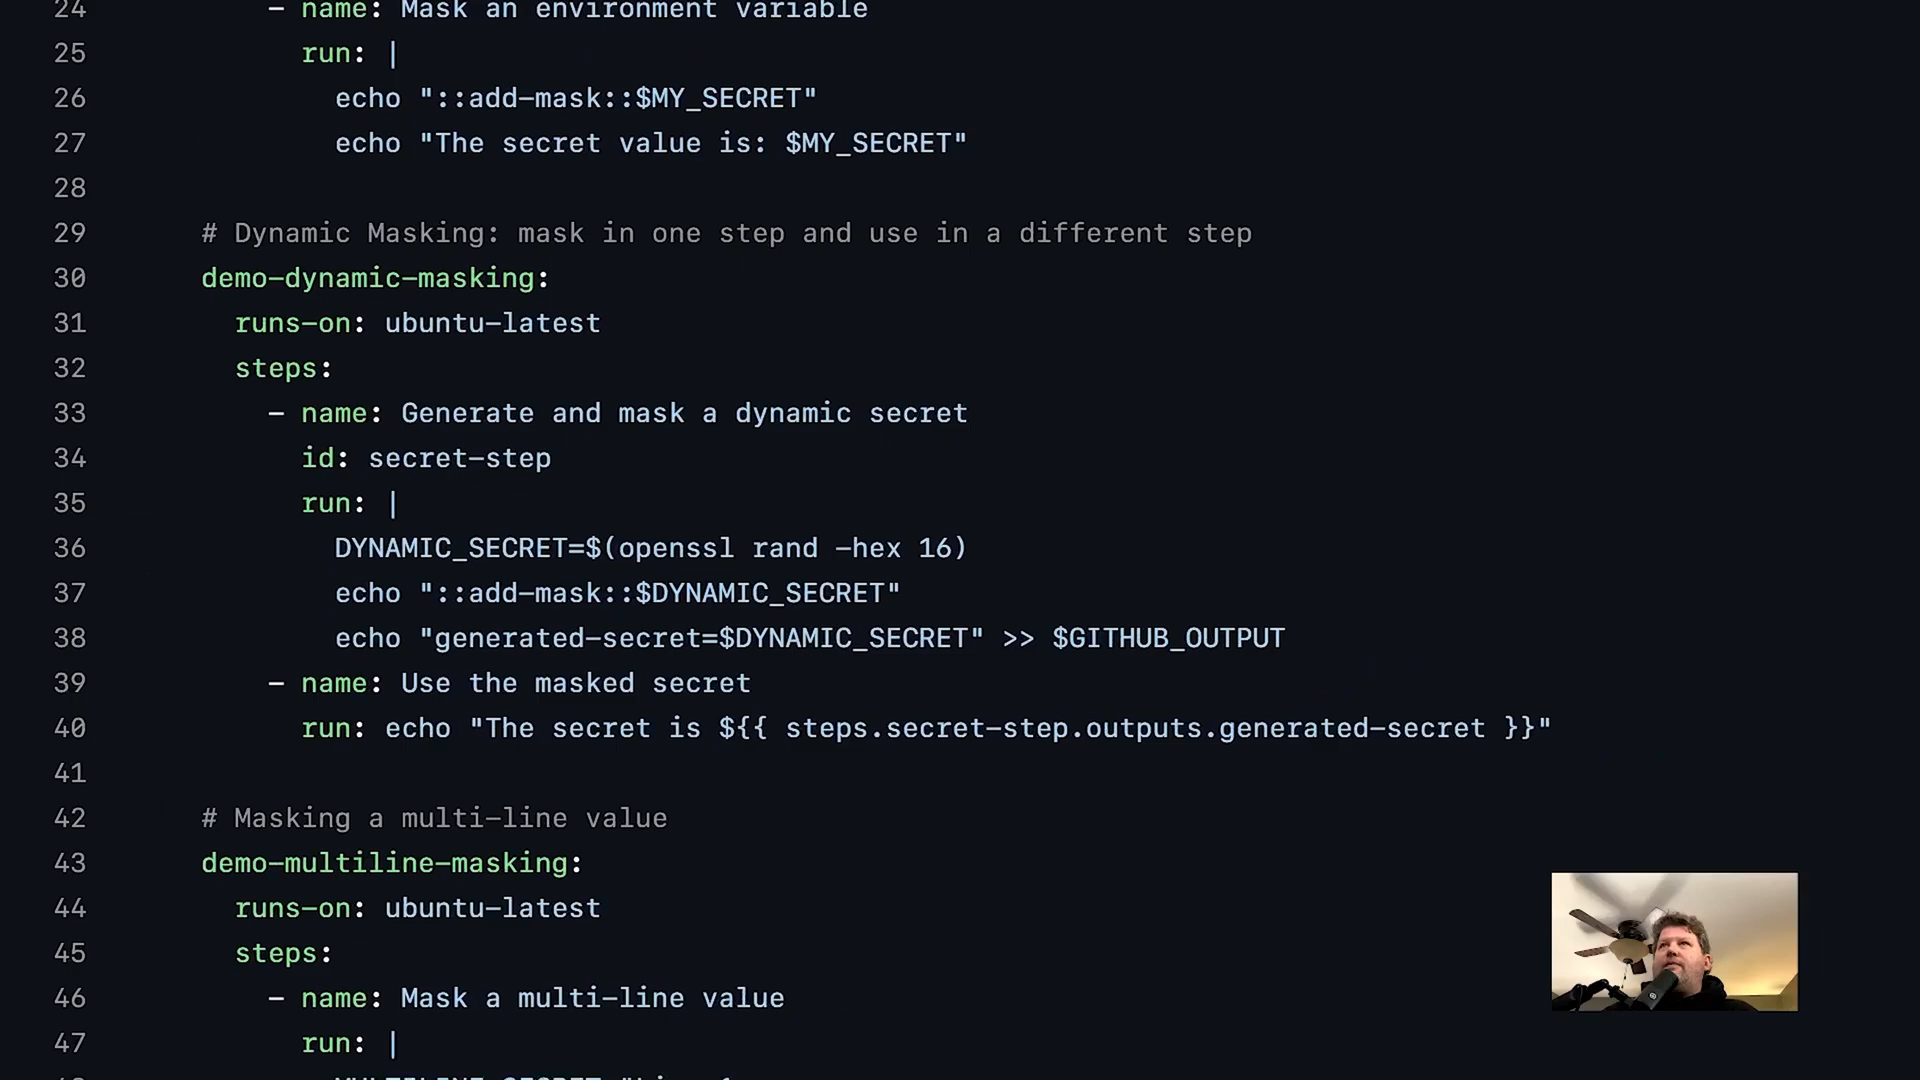 24 - name: Mask an environment variable
25 run: |
26 echo "::add-mask::$MY_SECRET"
27 echo "The secret value is: $MY_SECRET"
28
29 # Dynamic Masking: mask in one step and use in a different step
30 demo-dynamic-masking:
31 runs-on: ubuntu-latest
32 steps:
33 - name: Generate and mask a dynamic secret
34 id: secret-step
35 run: |
36 DYNAMIC_SECRET=$(openssl rand -hex 16)
37 echo "::add-mask::$DYNAMIC_SECRET"
38 echo "generated-secret=$DYNAMIC_SECRET" >> $GITHUB_OUTPUT
39 - name: Use the masked secret
40 run: echo "The secret is ${{ steps.secret-step.outputs.generated-secret }}"
41
42 # Masking a multi-line value
43 demo-multiline-masking:
44 runs-on: ubuntu-latest
45 steps:
46 - name: Mask a multi-line value
47 run: |